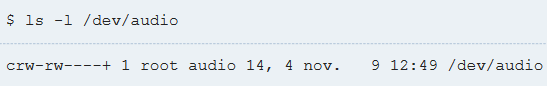 $ ls -l /dev/audio
crw-rw----+ 1 root audio 14, 4 nov.   9 12:49 /dev/audio